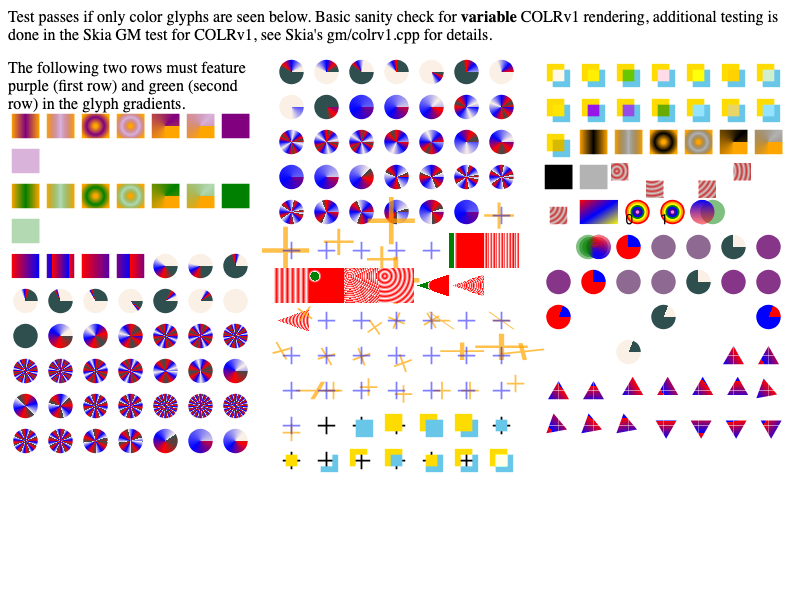 Test passes if only color glyphs are seen below. Basic sanity check for variable COLRv1 rendering, additional testing is
done in the Skia GM test for COLRv1, see Skia's gm/colrv1.cpp for details.
The following two rows must feature
purple (first row) and green (second
row) in the glyph gradients.
0 1